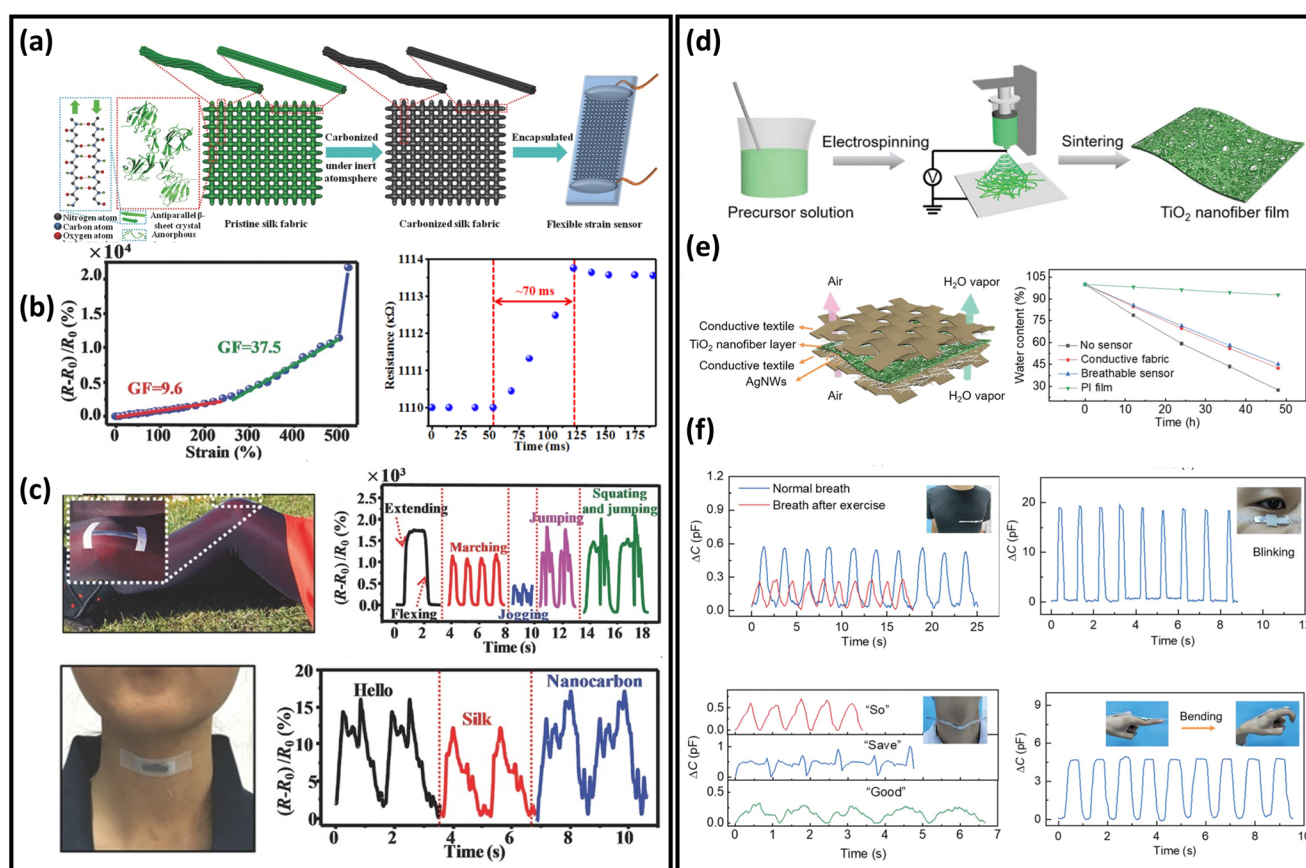 (a)
Nitrogen atom
Carbon atom
Oxygen atom
Antiparallel β-
sheet crystal
Amorphous
Pristine silk fabric
Carbonized
under inert
atomsphere
Carbonized silk fabric
Encapsulated
Flexible strain sensor
(b)
×10⁴
(R-R₀)/R₀ (%)
2.0
1.5
1.0
0.5
0.0
GF=9.6
GF=37.5
0 100 200 300 400 500
Strain (%)
Resistance (κΩ)
1114
1113
1112
1111
1110
~70 ms
0 25 50 75 100 125 150 175
Time (ms)
(c)
×10³
(R-R₀)/R₀ (%)
2.5
2.0
1.5
1.0
0.5
0.0
Extending
Flexing
Marching
Jogging
Jumping
Squating
and jumping
0 2 4 6 8 10 12 14 16 18
Time (s)
(R-R₀)/R₀ (%)
20
15
10
5
0
Hello
Silk
Nanocarbon
0 2 4 6 8 10
Time (s)
(d)
Precursor solution
Electrospinning
V
Sintering
TiO₂ nanofiber film
(e)
Air
H₂O vapor
Conductive textile
TiO₂ nanofiber layer
Conductive textile
AgNWs
Air
H₂O vapor
Water content (%)
105
90
75
60
45
30
No sensor
Conductive fabric
Breathable sensor
PI film
0 10 20 30 40 50
Time (h)
(f)
ΔC (pF)
1.2
0.9
0.6
0.3
0.0
Normal breath
Breath after exercise
0 5 10 15 20 25
Time (s)
ΔC (pF)
20
15
10
5
0
Blinking
0 2 4 6 8 10 12
Time (s)
ΔC (pF)
0.5
0.0
"So"
1
0
"Save"
0.5
0.0
"Good"
0 1 2 3 4 5 6 7
Time (s)
ΔC (pF)
9
6
3
0
Bending
0 2 4 6 8 10
Time (s)